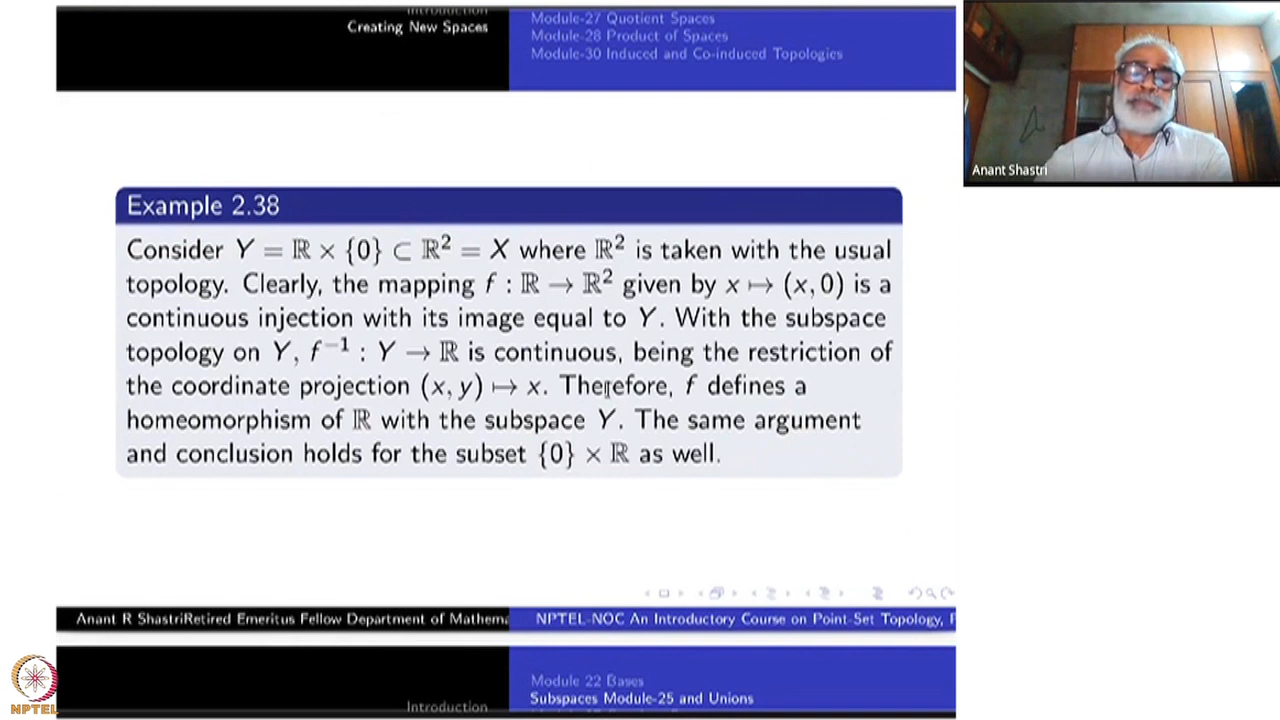 Introduction
Creating New Spaces
Module-27 Quotient Spaces
Module-28 Product of Spaces
Module-30 Induced and Co-induced Topologies
Anant Shastri
Example 2.38
Consider Y = ℝ × {0} ⊂ ℝ² = X where ℝ² is taken with the usual
topology. Clearly, the mapping f : ℝ → ℝ² given by x ↦ (x, 0) is a
continuous injection with its image equal to Y. With the subspace
topology on Y, f⁻¹ : Y → ℝ is continuous, being the restriction of
the coordinate projection (x, y) ↦ x. Therefore, f defines a
homeomorphism of ℝ with the subspace Y. The same argument
and conclusion holds for the subset {0} × ℝ as well.
Anant R ShastriRetired Emeritus Fellow Department of Mathema
NPTEL-NOC An Introductory Course on Point-Set Topology, P
Module 22 Bases
Subspaces Module-25 and Unions
Introduction
NPTEL